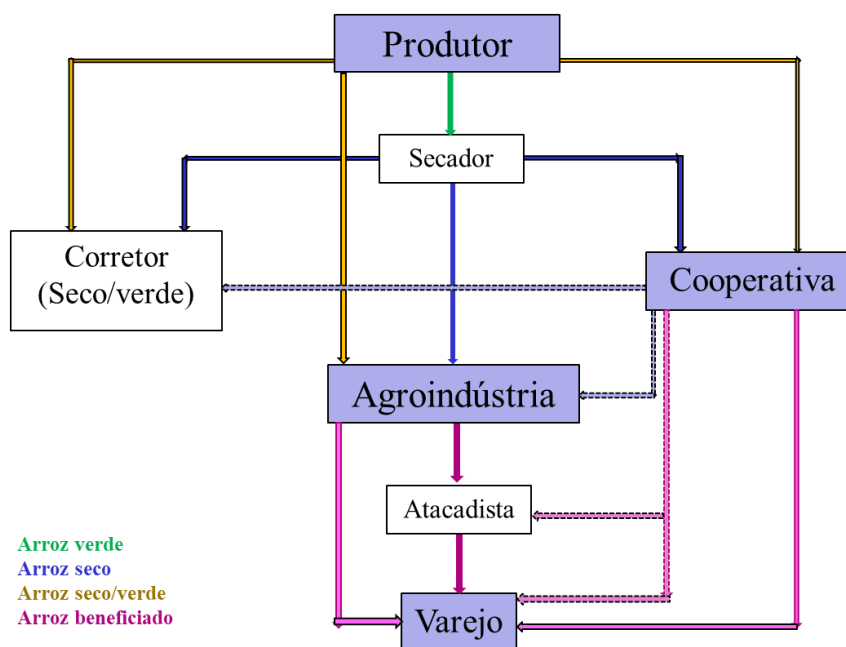 Produtor
Secador
Corretor
(Seco/verde)
Cooperativa
Agroindústria
Atacadista
Varejo
Arroz verde
Arroz seco
Arroz seco/verde
Arroz beneficiado